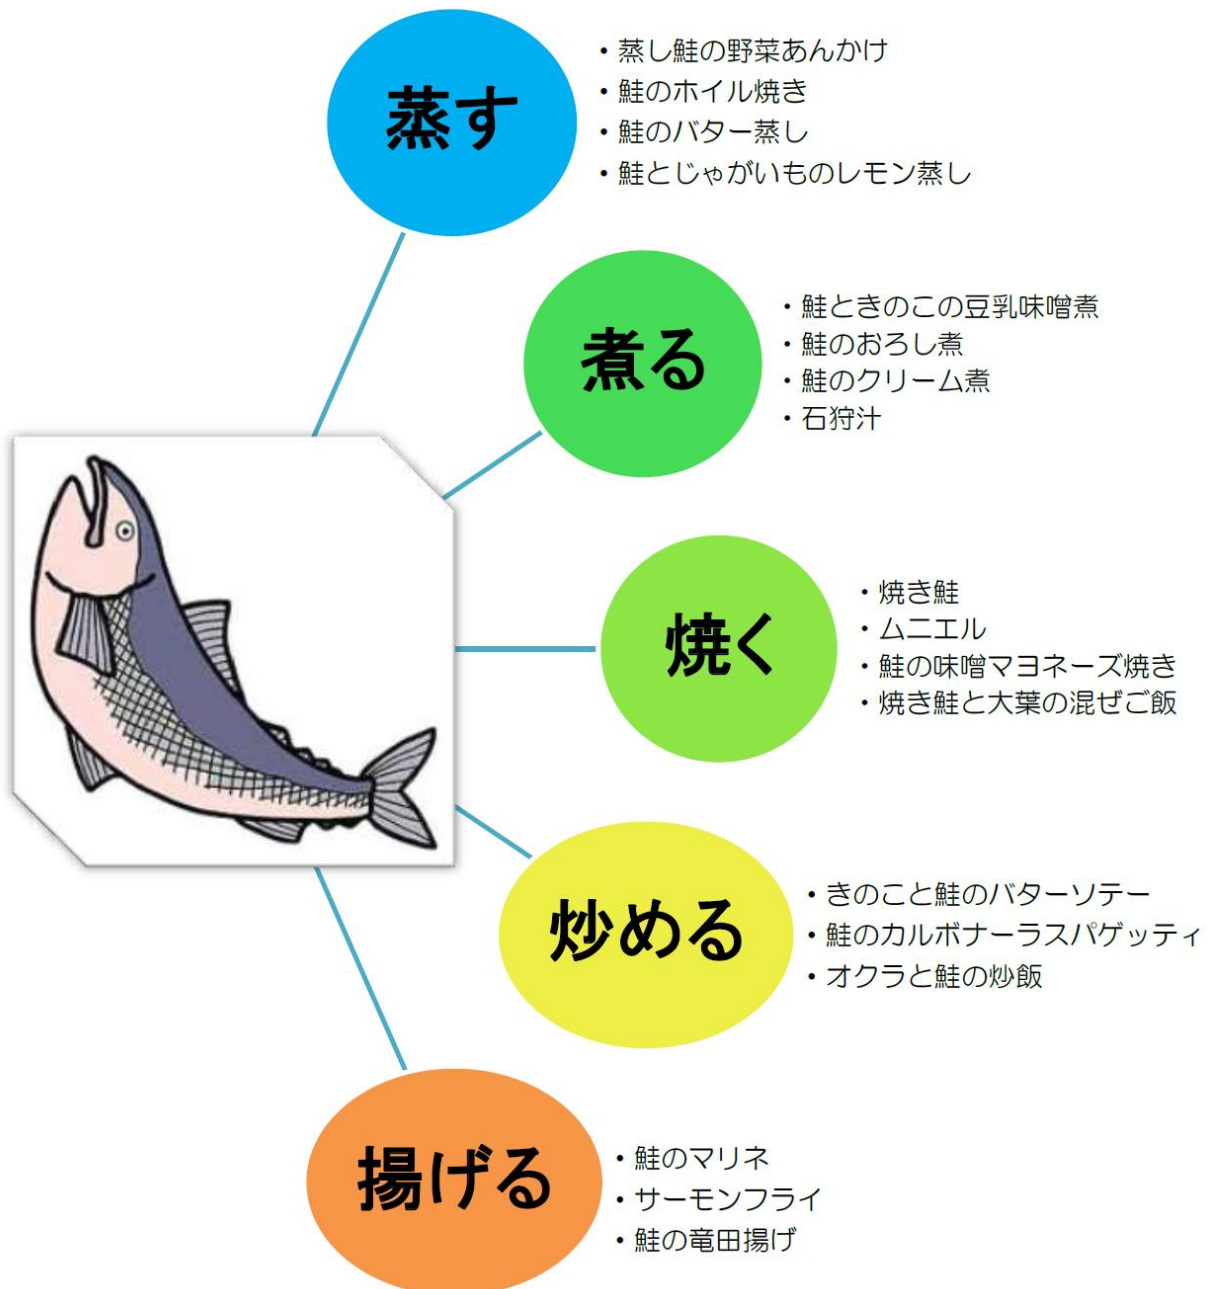 蒸す
・蒸し鮭の野菜あんかけ
・鮭のホイル焼き
・鮭のバター蒸し
・鮭とじゃがいものレモン蒸し
煮る
・鮭ときのこの豆乳味噌煮
・鮭のおろし煮
・鮭のクリーム煮
・石狩汁
焼く
・焼き鮭
・ムニエル
・鮭の味噌マヨネーズ焼き
・焼き鮭と大葉の混ぜご飯
炒める
・きのこと鮭のバターソテー
・鮭のカルボナーラスパゲッティ
・オクラと鮭の炒飯
揚げる
・鮭のマリネ
・サーモンフライ
・鮭の竜田揚げ